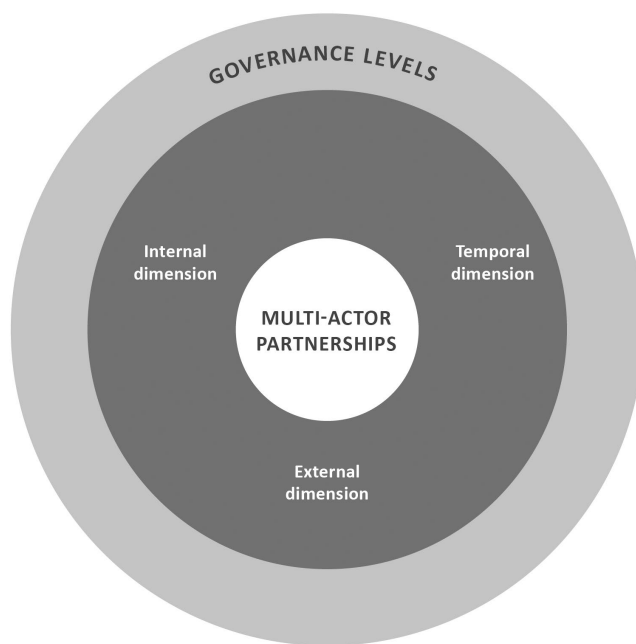 GOVERNANCE LEVELS
Internal
dimension
Temporal
dimension
MULTI-ACTOR
PARTNERSHIPS
External
dimension